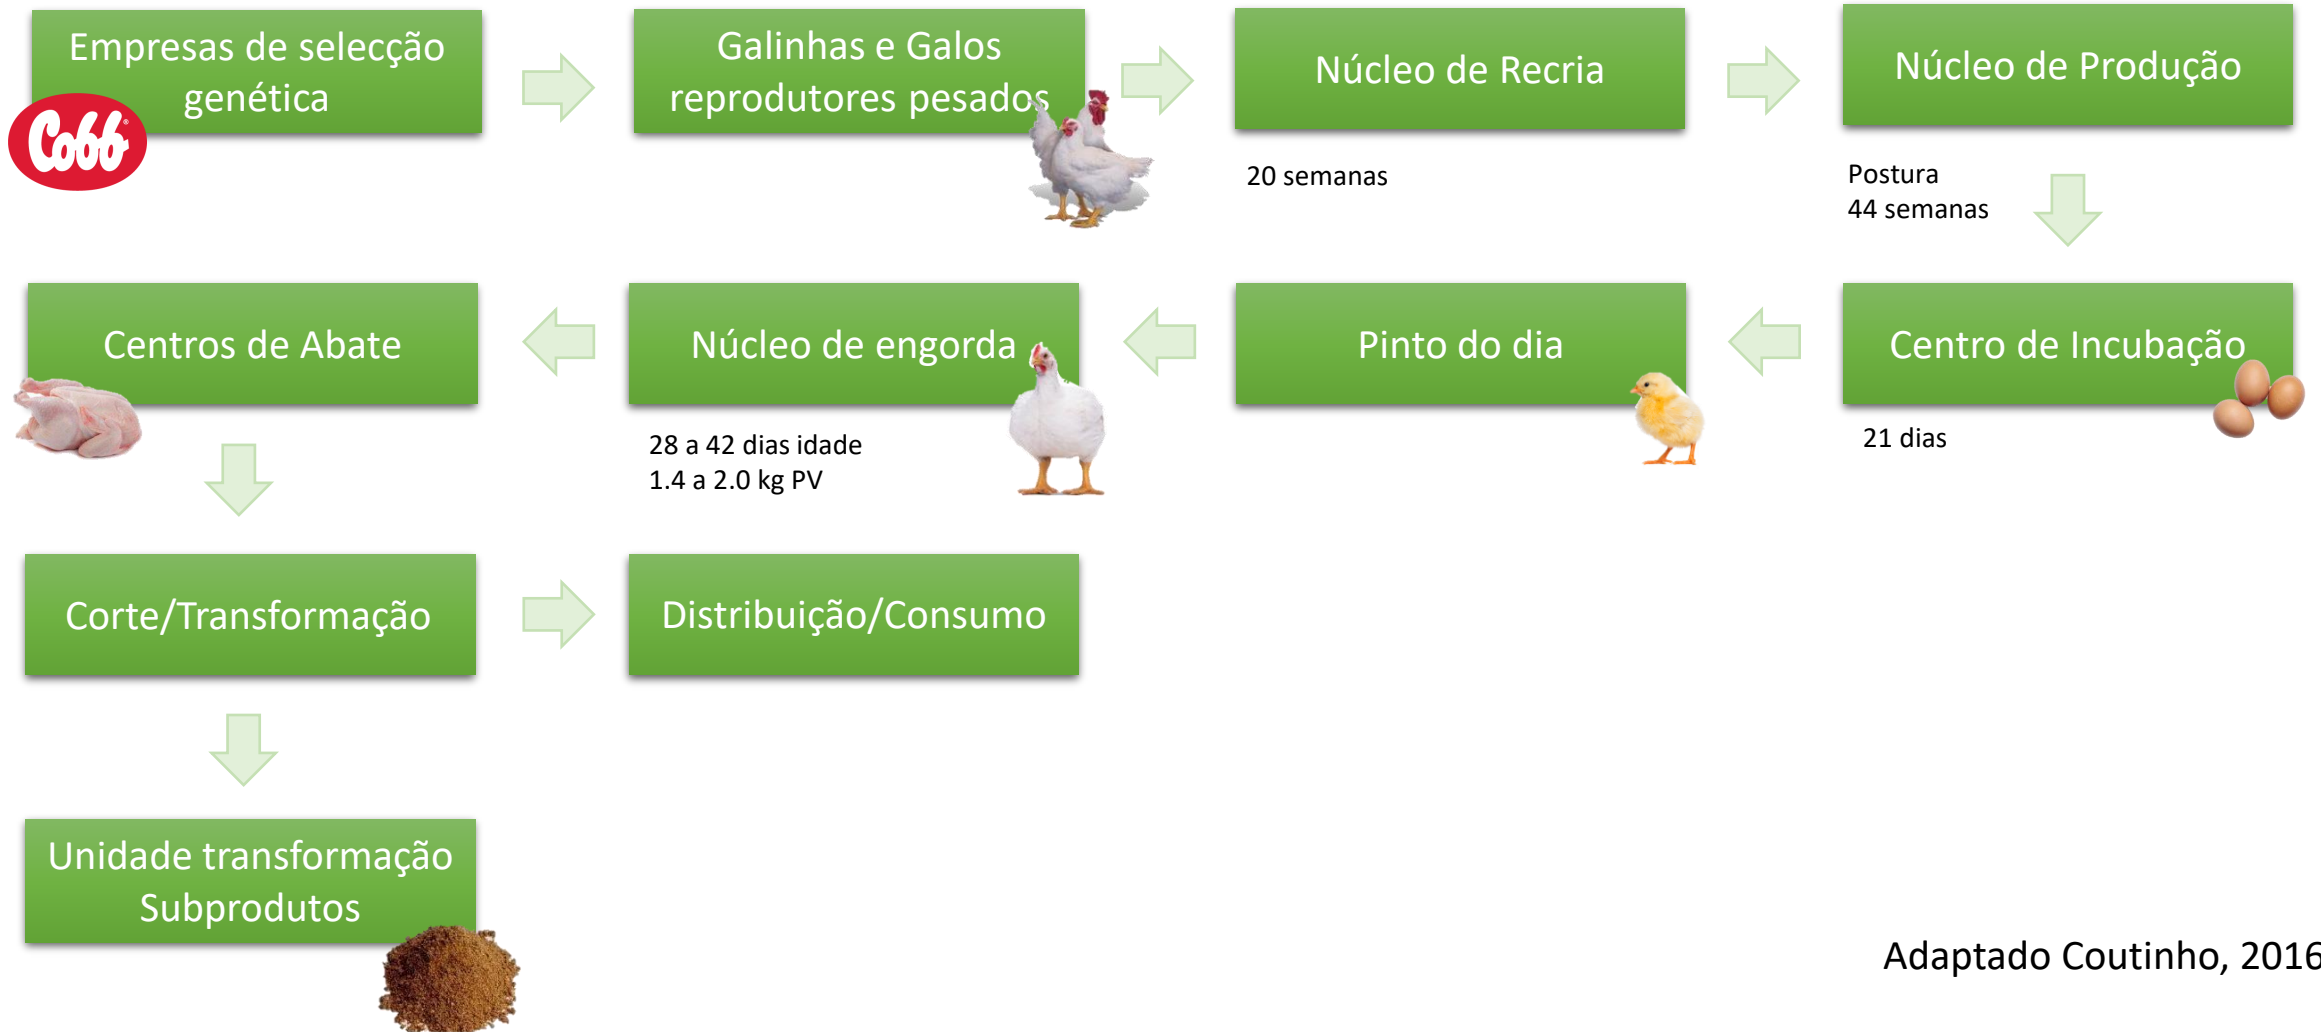 Empresas de selecção
genética
Cobb
Galinhas e Galos
reprodutores pesados
Núcleo de Recria
20 semanas
Núcleo de Produção
Postura
44 semanas
Centro de Incubação
21 dias
Pinto do dia
Núcleo de engorda
28 a 42 dias idade
1.4 a 2.0 kg PV
Centros de Abate
Corte/Transformação
Distribuição/Consumo
Unidade transformação
Subprodutos
Adaptado Coutinho, 2016